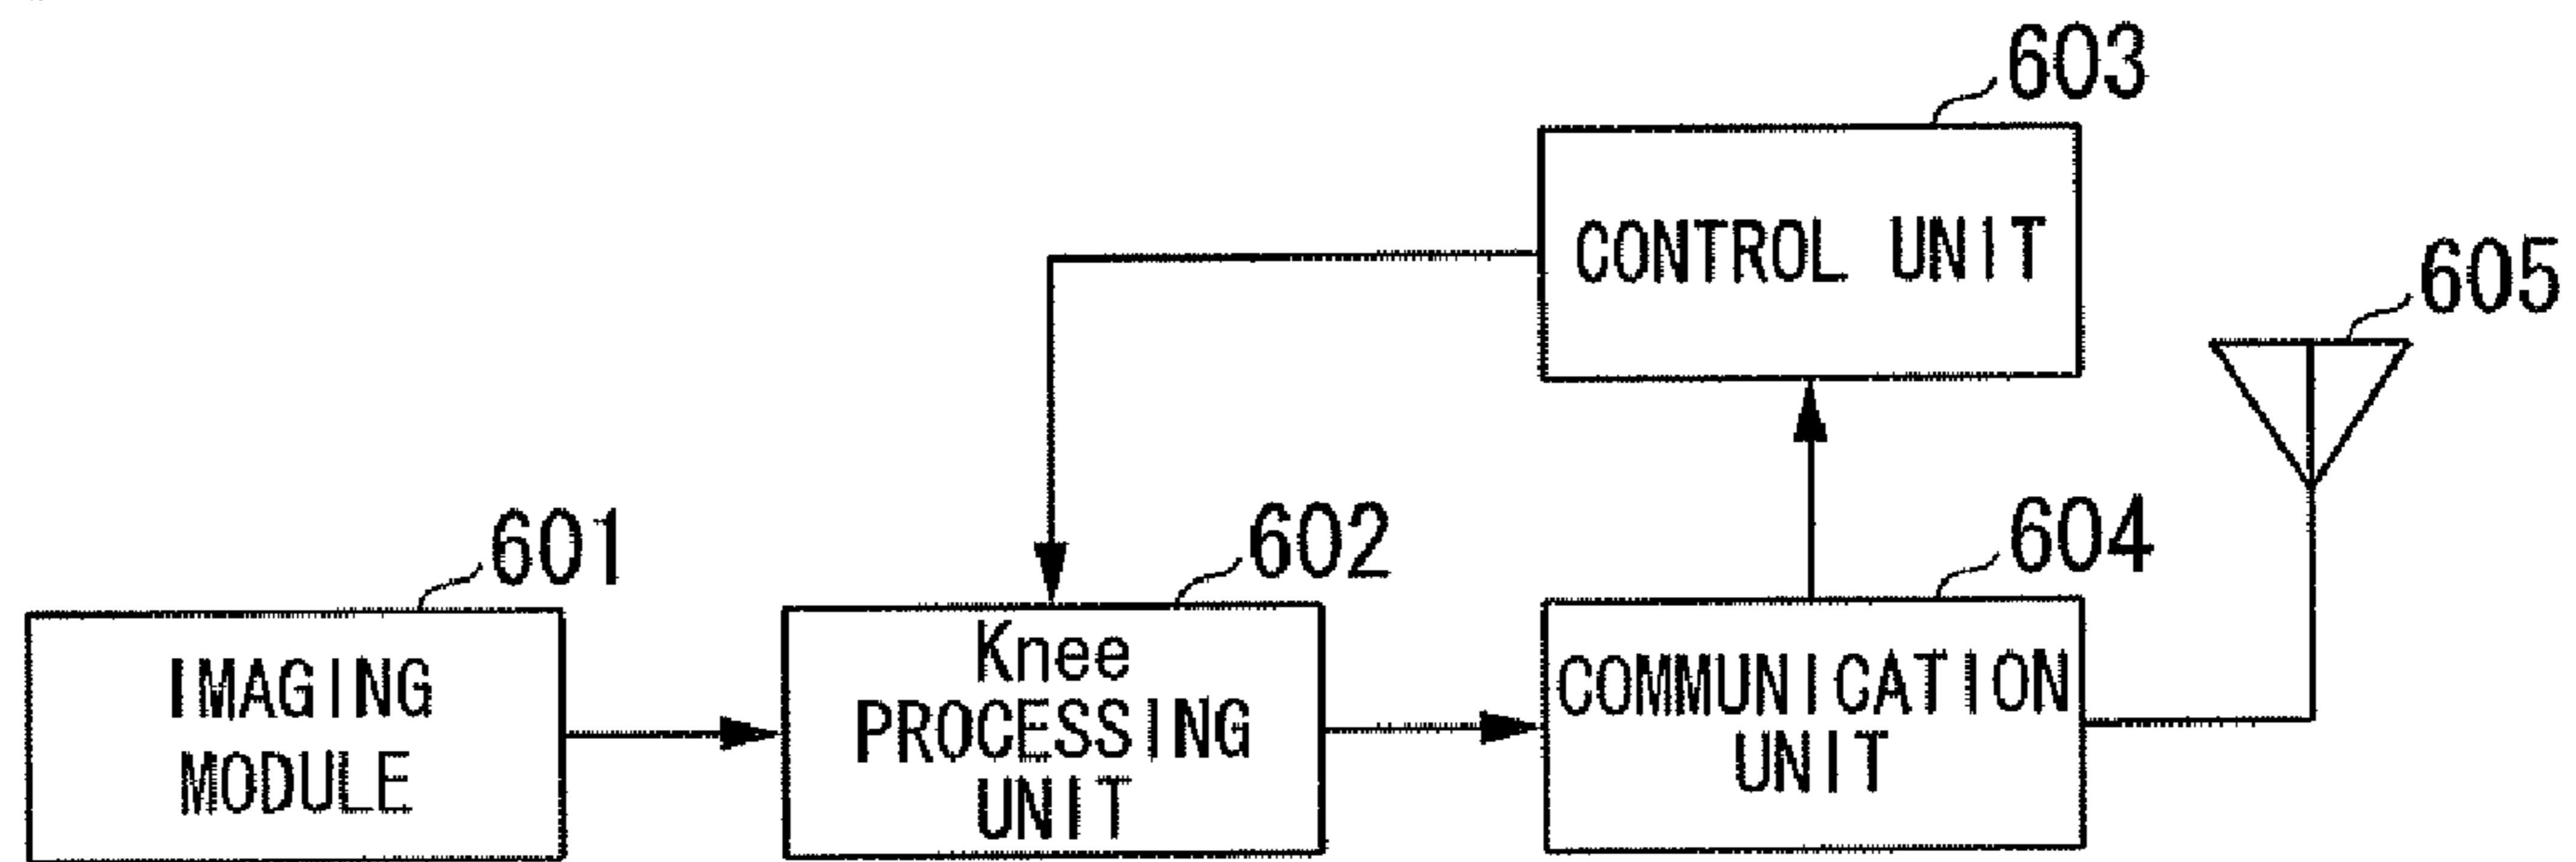 603
CONTROL UNIT
605
601
IMAGING
MODULE
602
Knee
PROCESSING
UNIT
604
COMMUNICATION
UNIT